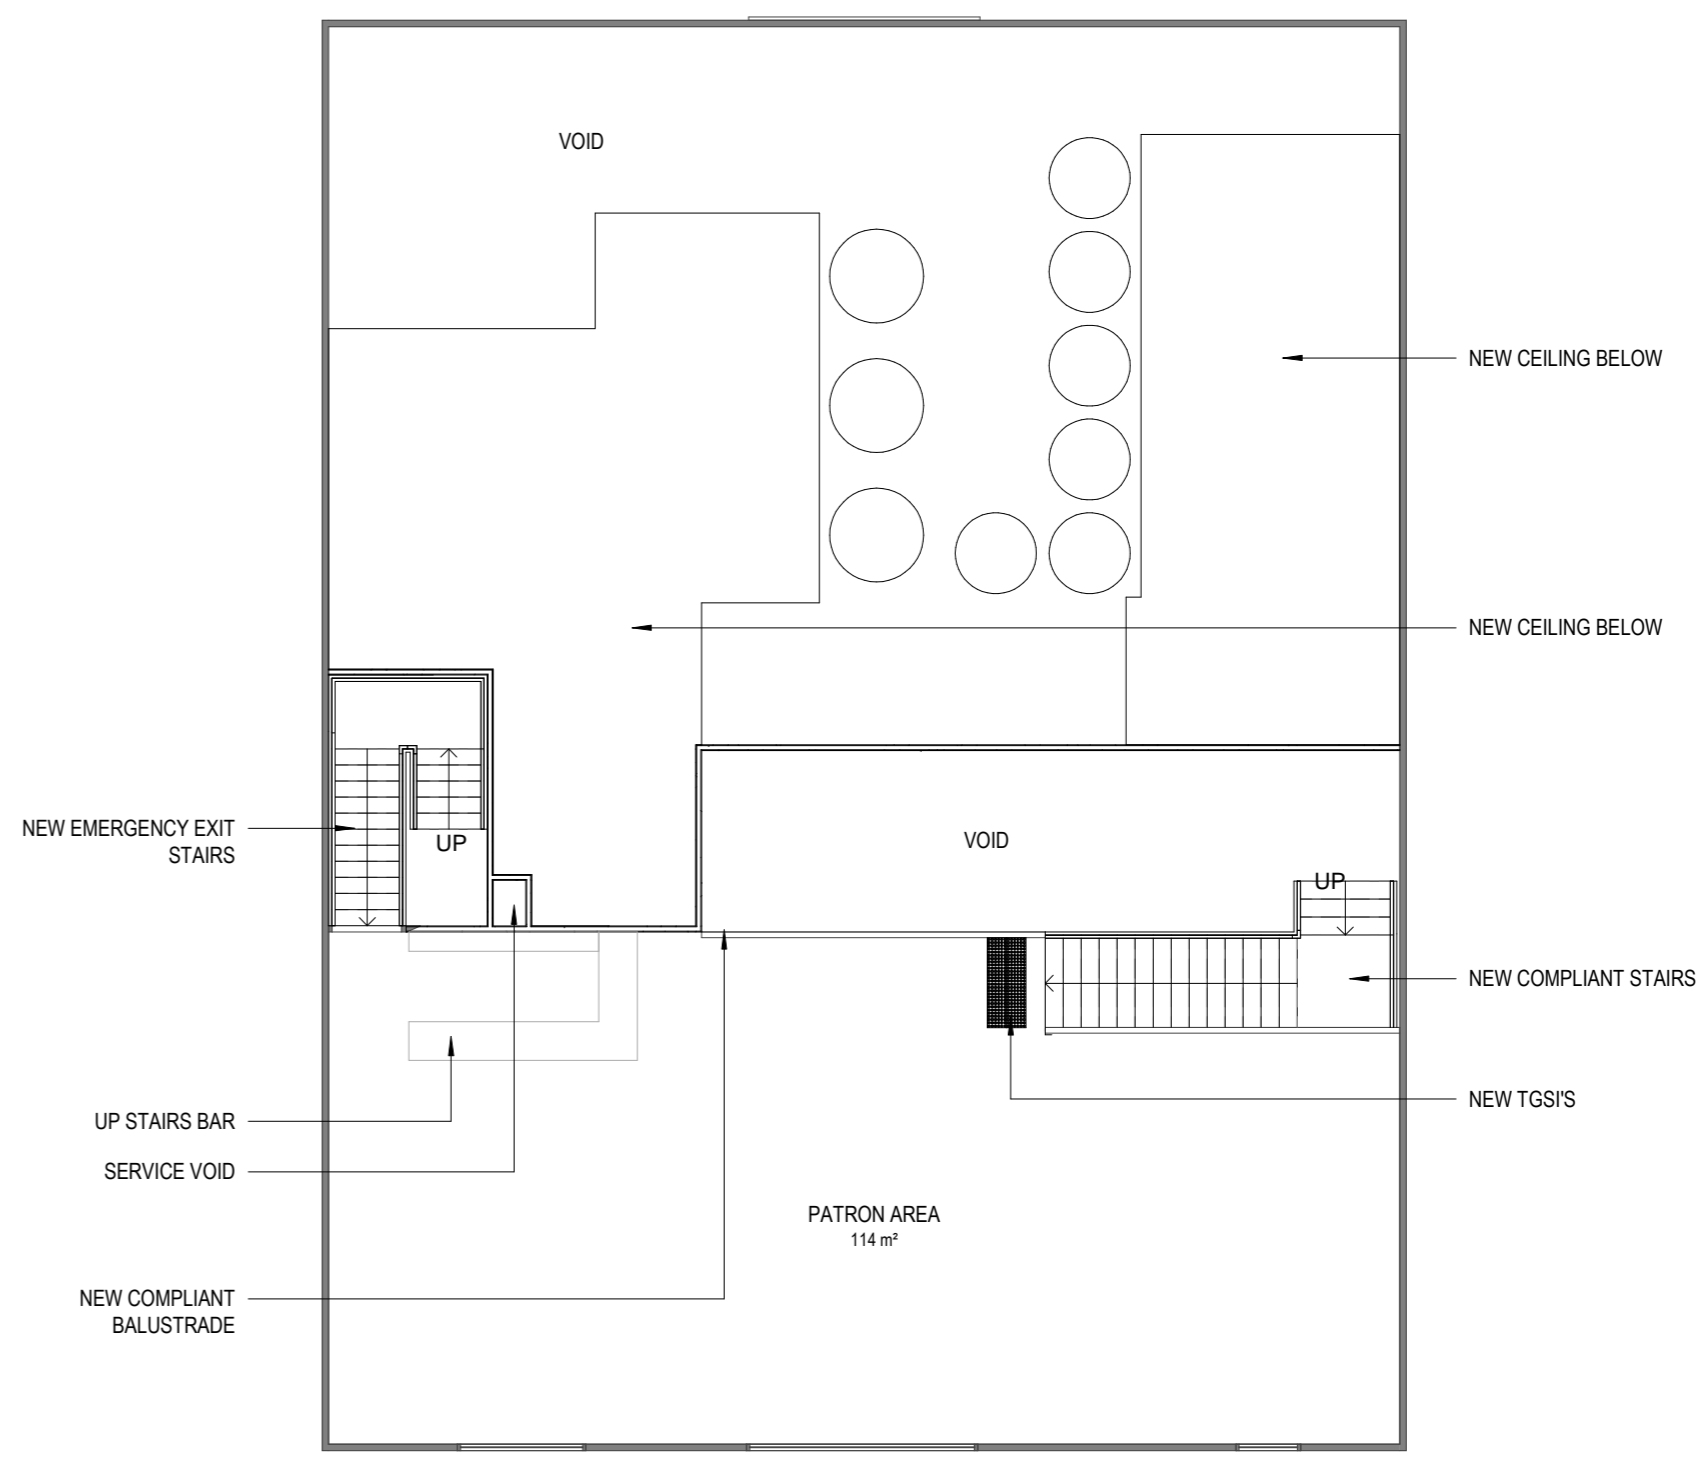 VOID
NEW CEILING BELOW
NEW CEILING BELOW
NEW EMERGENCY EXIT
STAIRS
UP
VOID
UP
NEW COMPLIANT STAIRS
NEW TGSI'S
UP STAIRS BAR
SERVICE VOID
PATRON AREA
114 m²
NEW COMPLIANT
BALUSTRADE